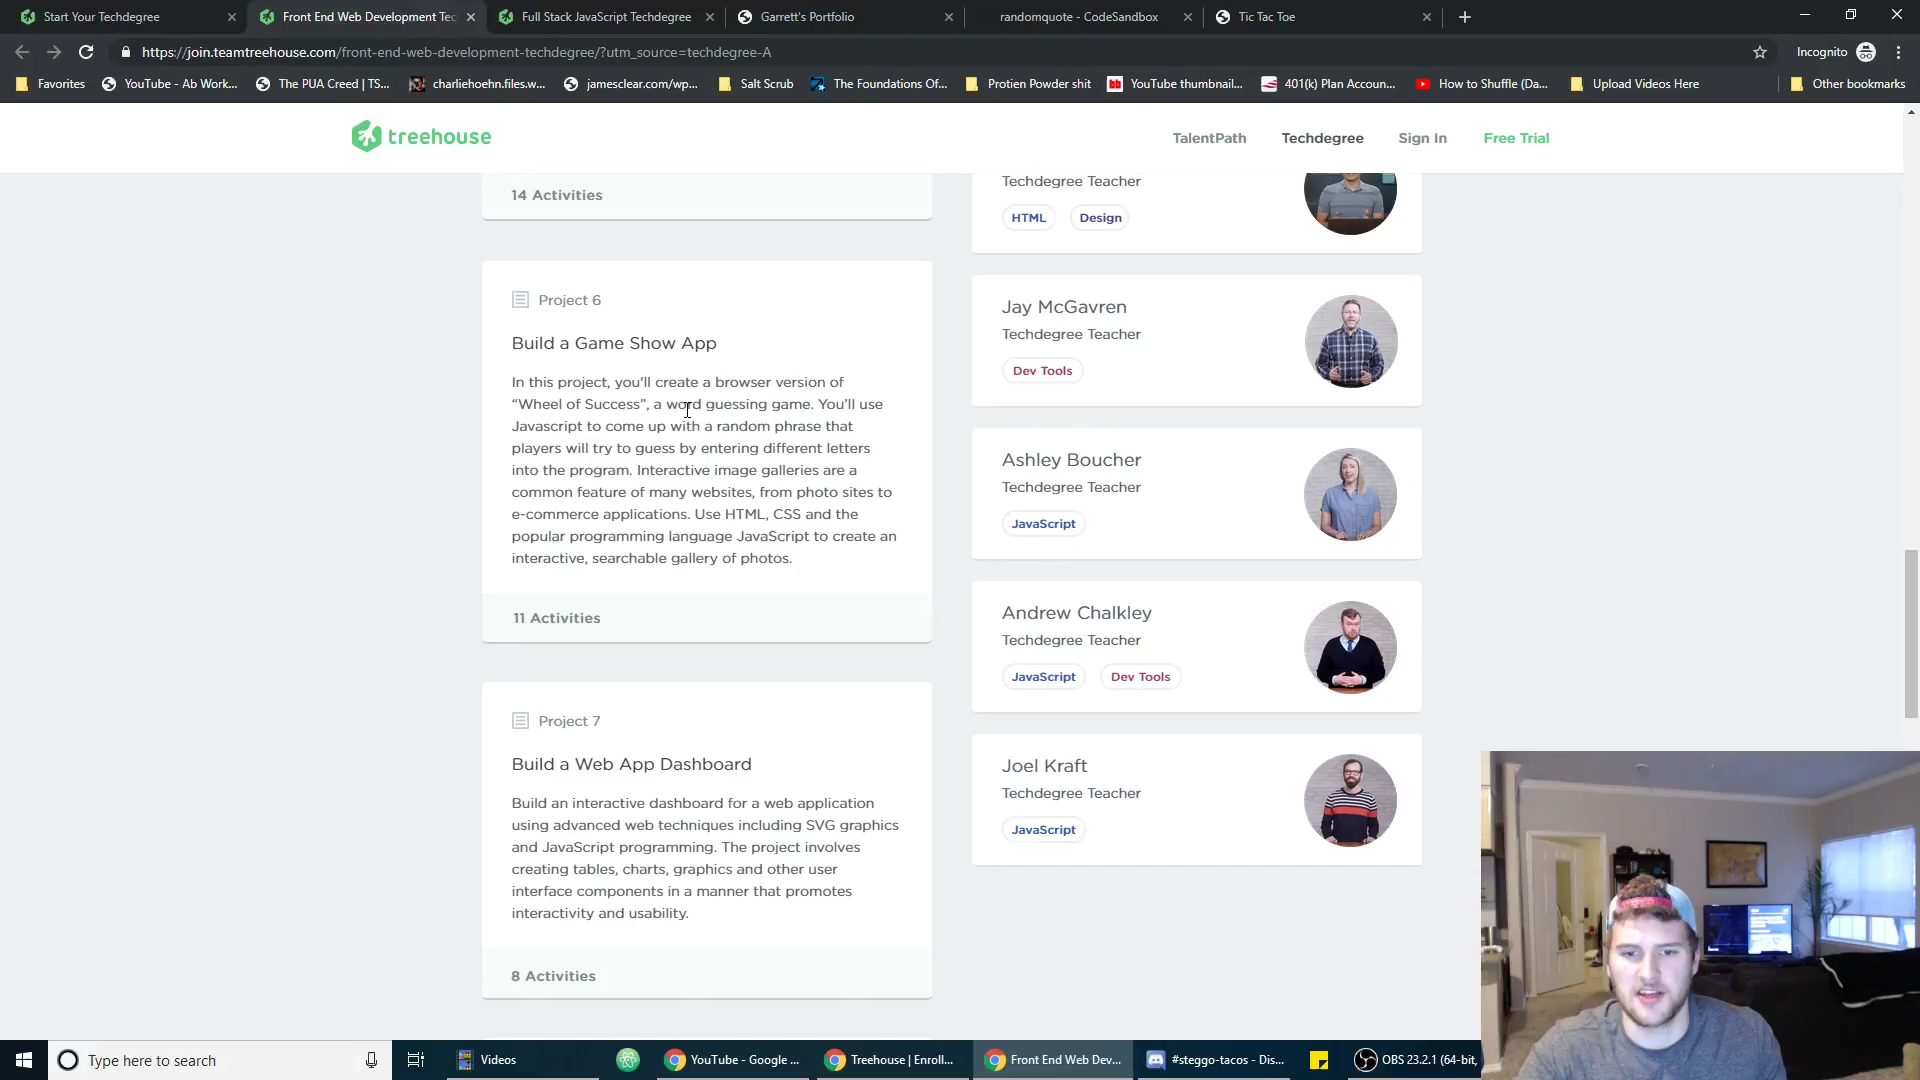 Start Your Techdegree
Front End Web Development Tec
Full Stack JavaScript Techdegree
Garrett's Portfolio
randomquote - CodeSandbox
Tic Tac Toe
https://join.teamtreehouse.com/front-end-web-development-techdegree/?utm_source=techdegree-A
Incognito
Favorites
YouTube - Ab Work...
The PUA Creed | TS...
charliehoehn.files.w...
jamesclear.com/wp...
Salt Scrub
The Foundations Of...
Protien Powder shit
YouTube thumbnail...
401(k) Plan Accoun...
How to Shuffle (Da...
Upload Videos Here
Other bookmarks
treehouse
TalentPath
Techdegree
Sign In
Free Trial
14 Activities
Project 6
Build a Game Show App
In this project, you'll create a browser version of
“Wheel of Success”, a word guessing game. You’ll use
Javascript to come up with a random phrase that
players will try to guess by entering different letters
into the program. Interactive image galleries are a
common feature of many websites, from photo sites to
e-commerce applications. Use HTML, CSS and the
popular programming language JavaScript to create an
interactive, searchable gallery of photos.
11 Activities
Project 7
Build a Web App Dashboard
Build an interactive dashboard for a web application
using advanced web techniques including SVG graphics
and JavaScript programming. The project involves
creating tables, charts, graphics and other user
interface components in a manner that promotes
interactivity and usability.
8 Activities
Techdegree Teacher
HTML
Design
Jay McGavren
Techdegree Teacher
Dev Tools
Ashley Boucher
Techdegree Teacher
JavaScript
Andrew Chalkley
Techdegree Teacher
JavaScript
Dev Tools
Joel Kraft
Techdegree Teacher
JavaScript
Type here to search
Videos
YouTube - Google ...
Treehouse | Enroll...
Front End Web Dev...
#steggo-tacos - Dis...
OBS 23.2.1 (64-bit,